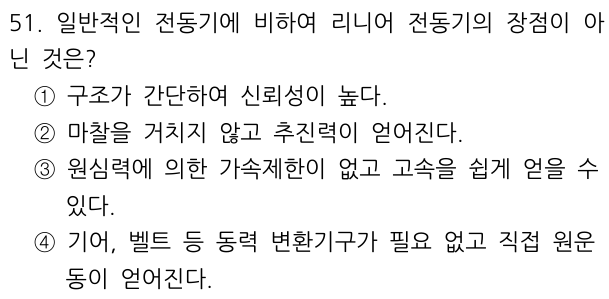 51. 일반적인 전동기에 비하여 리니어 전동기의 장점이 아
닌 것은?
① 구조가 간단하여 신뢰성이 높다.
② 마찰을 거치지 않고 추진력이 얻어진다.
③ 원심력에 의한 가속제한이 없고 고속을 쉽게 얻을 수
있다.
④ 기어, 벨트 등 동력 변환기구가 필요 없고 직접 원운
동이 얻어진다.